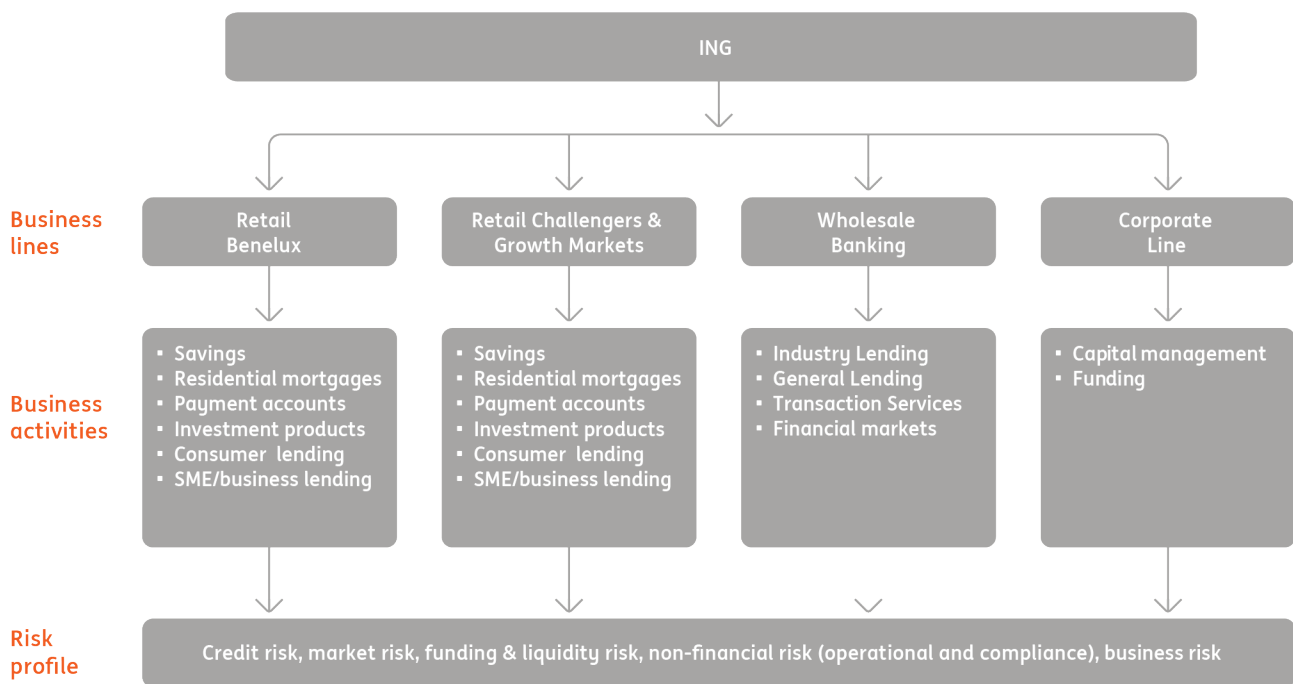 ING
Business
lines
Retail
Benelux
Retail Challengers &
Growth Markets
Wholesale
Banking
Corporate
Line
Business
activities
▪ Savings
▪ Residential mortgages
▪ Payment accounts
▪ Investment products
▪ Consumer lending
▪ SME/business lending
▪ Savings
▪ Residential mortgages
▪ Payment accounts
▪ Investment products
▪ Consumer lending
▪ SME/business lending
▪ Industry Lending
▪ General Lending
▪ Transaction Services
▪ Financial markets
▪ Capital management
▪ Funding
Risk
profile
Credit risk, market risk, funding & liquidity risk, non-financial risk (operational and compliance), business risk